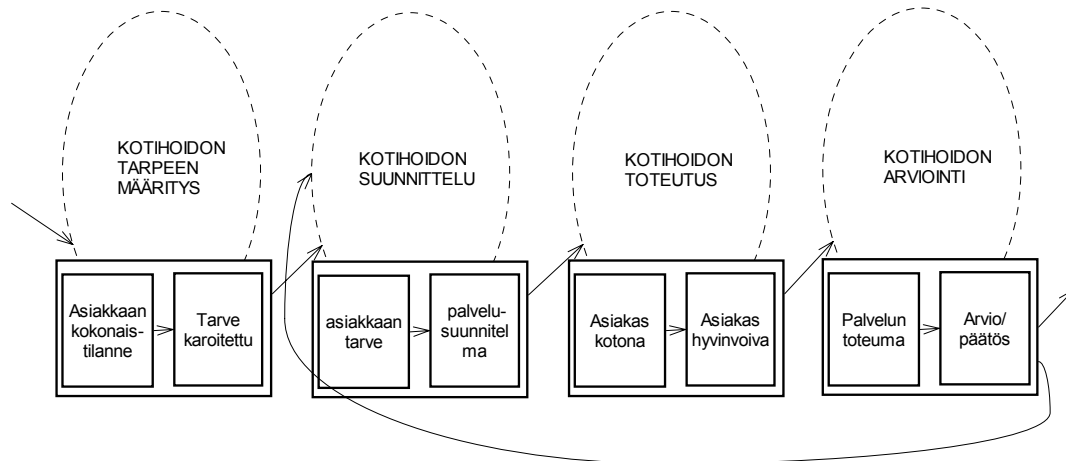 KOTIHOIDON
TARPEEN
MÄÄRITYS
KOTIHOIDON
SUUNNITTELU
KOTIHOIDON
TOTEUTUS
KOTIHOIDON
ARVIOINTI
Asiakkaan
kokonais-
tilanne
Tarve
karoitettu
asiakkaan
tarve
palvelu-
suunnitel
ma
Asiakas
kotona
Asiakas
hyvinvoiva
Palvelun
toteuma
Arvio/
päätös